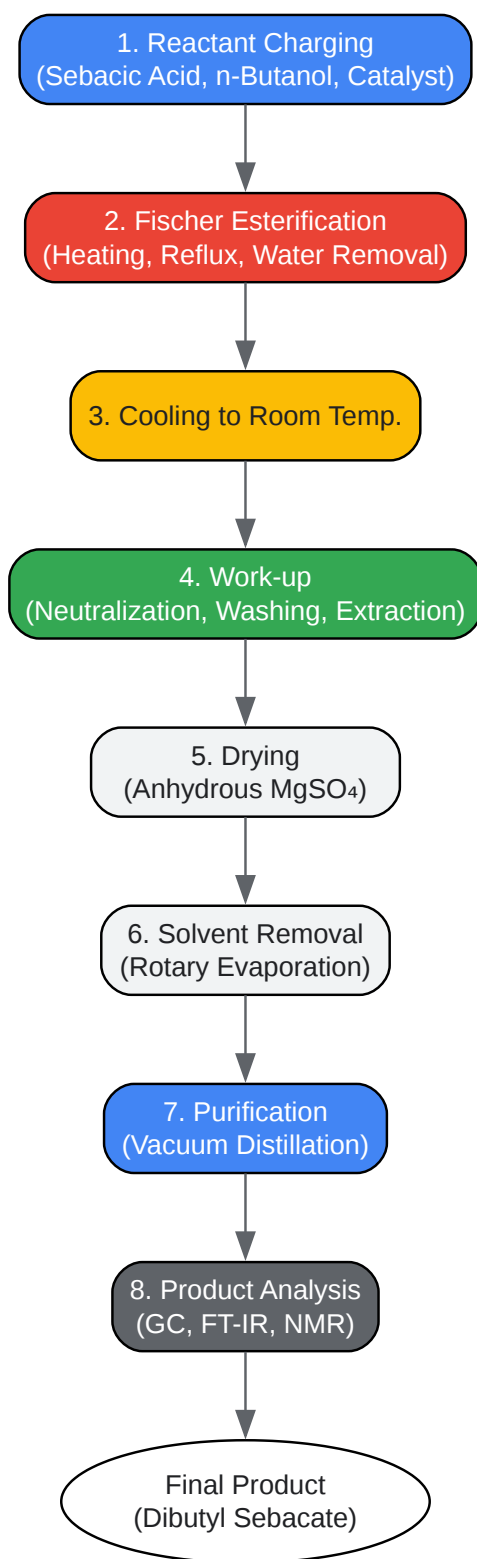 1. Reactant Charging
(Sebacic Acid, n-Butanol, Catalyst)
2. Fischer Esterification
(Heating, Reflux, Water Removal)
3. Cooling to Room Temp.
4. Work-up
(Neutralization, Washing, Extraction)
5. Drying
(Anhydrous MgSO₄)
6. Solvent Removal
(Rotary Evaporation)
7. Purification
(Vacuum Distillation)
8. Product Analysis
(GC, FT-IR, NMR)
Final Product
(Dibutyl Sebacate)